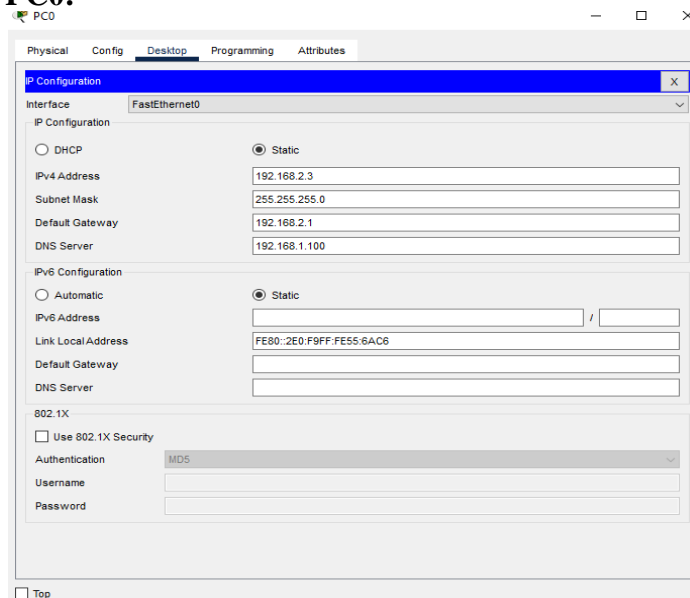 PC0:
PC0
Physical Config Desktop Programming Attributes
IP Configuration X
Interface FastEthernet0
IP Configuration
DHCP Static
IPv4 Address 192.168.2.3
Subnet Mask 255.255.255.0
Default Gateway 192.168.2.1
DNS Server 192.168.1.100
IPv6 Configuration
Automatic Static
IPv6 Address /
Link Local Address FE80::2E0:F9FF:FE55:6AC6
Default Gateway
DNS Server
802.1X
Use 802.1X Security
Authentication MD5
Username
Password
Top